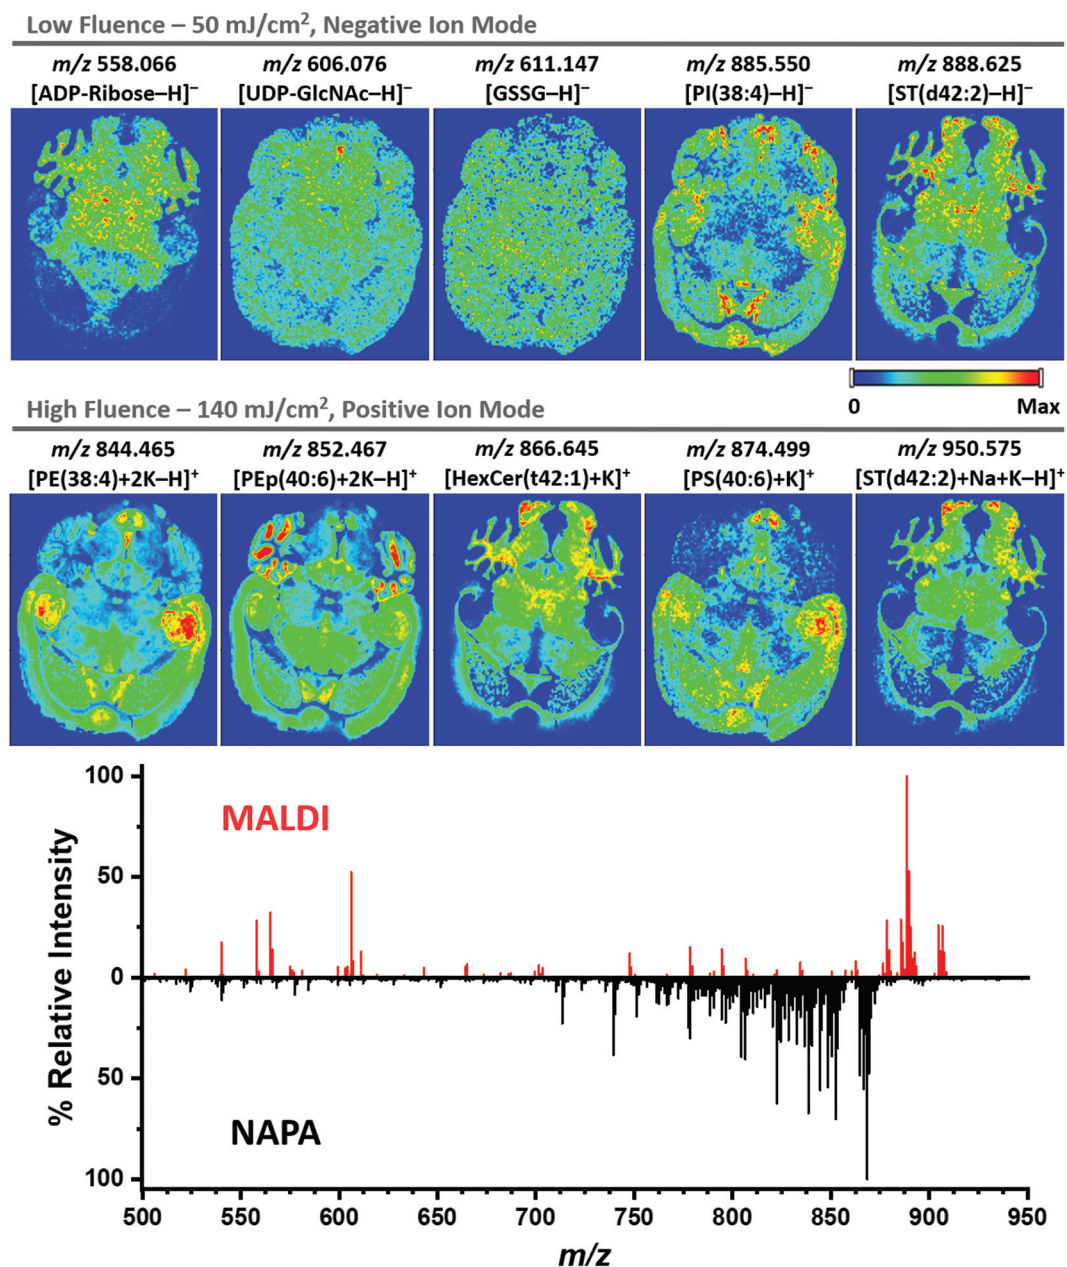 Low Fluence – 50 mJ/cm², Negative Ion Mode
m/z 558.066 m/z 606.076 m/z 611.147 m/z 885.550 m/z 888.625
[ADP-Ribose–H]⁻ [UDP-GlcNAc–H]⁻ [GSSG–H]⁻ [PI(38:4)–H]⁻ [ST(d42:2)–H]⁻
0 Max
High Fluence – 140 mJ/cm², Positive Ion Mode
m/z 844.465 m/z 852.467 m/z 866.645 m/z 874.499 m/z 950.575
[PE(38:4)+2K–H]⁺ [PEp(40:6)+2K–H]⁺ [HexCer(t42:1)+K]⁺ [PS(40:6)+K]⁺ [ST(d42:2)+Na+K–H]⁺
% Relative Intensity
100
MALDI
50
0
50
NAPA
100
500 550 600 650 700 750 800 850 900 950
m/z